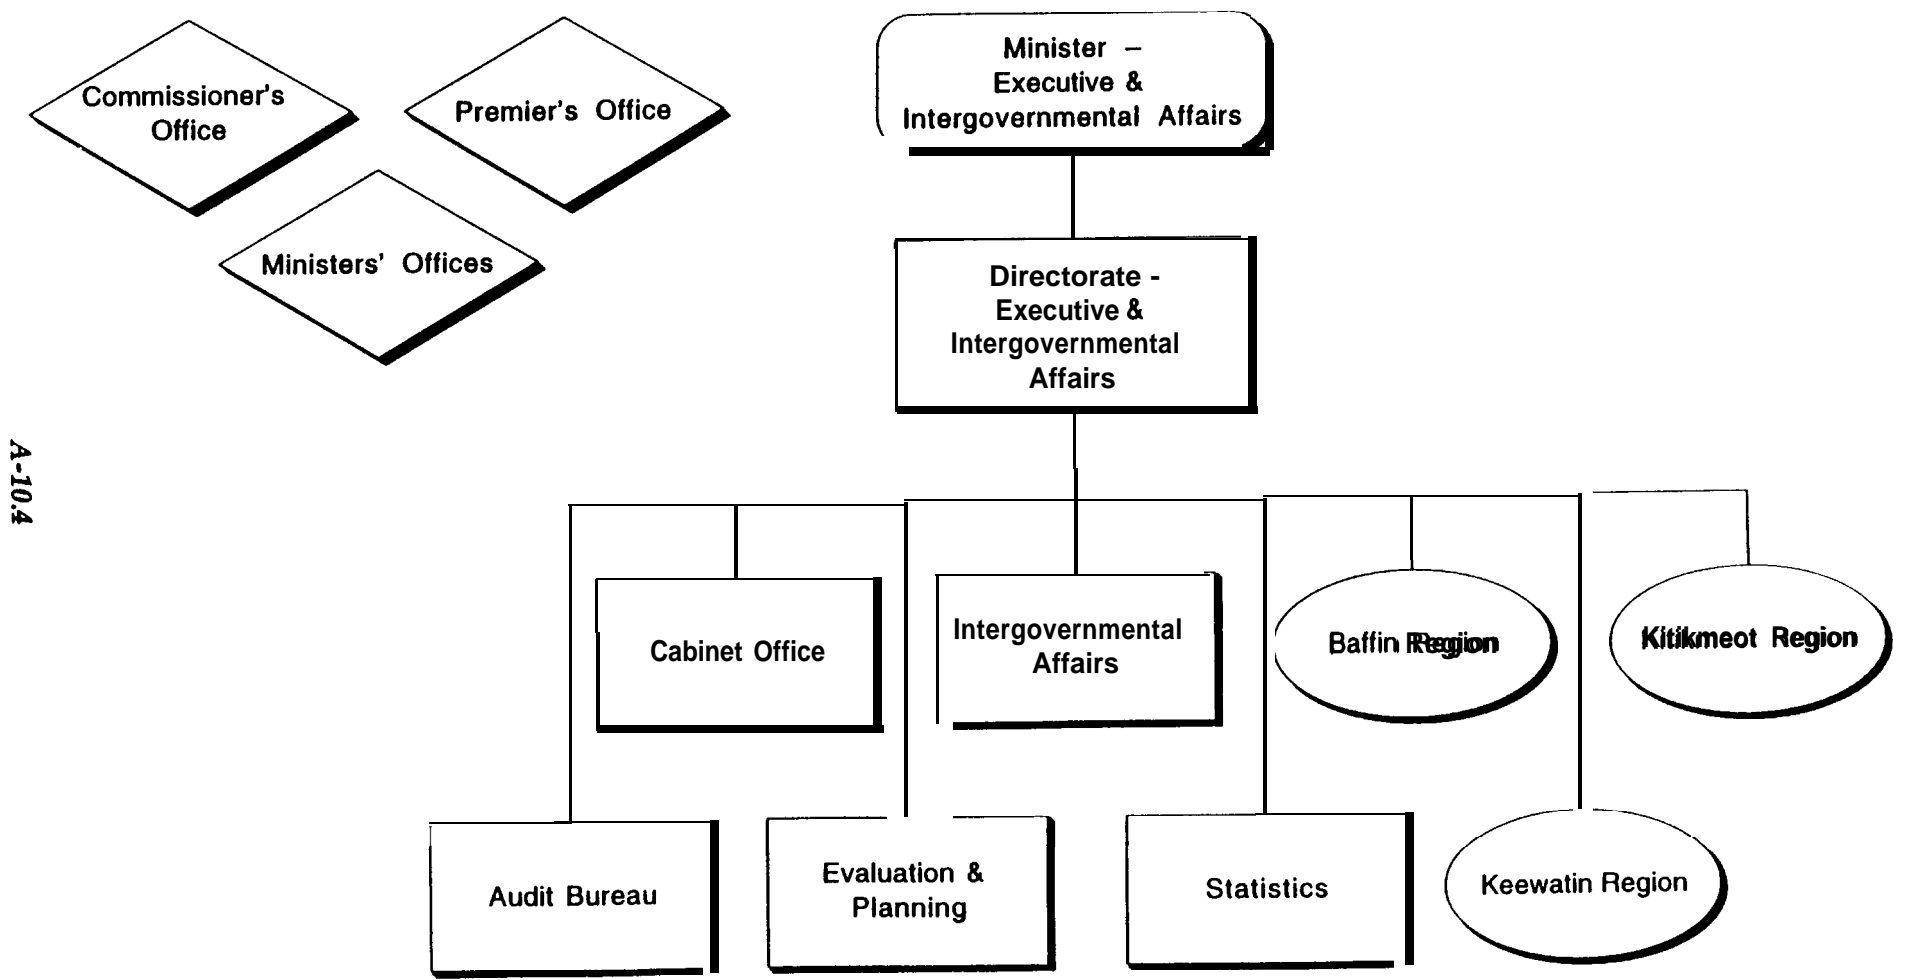 Commissioner's
Office
Premier's Office
Ministers' Offices
Minister –
Executive &
Intergovernmental Affairs
Directorate -
Executive &
Intergovernmental
Affairs
A-10.4
Cabinet Office
Intergovernmental
Affairs
Baffin Region
Kitikmeot Region
Audit Bureau
Evaluation &
Planning
Statistics
Keewatin Region